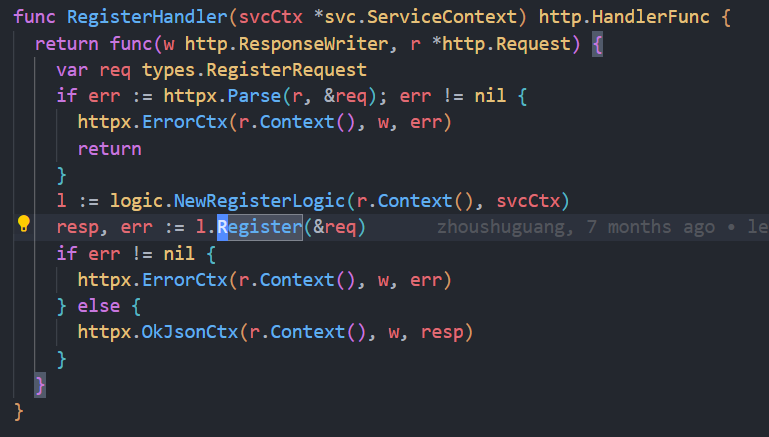 func RegisterHandler(svcCtx *svc.ServiceContext) http.HandlerFunc {
return func(w http.ResponseWriter, r *http.Request) {
var req types.RegisterRequest
if err := httpx.Parse(r, &req); err != nil {
httpx.ErrorCtx(r.Context(), w, err)
return
}
l := logic.NewRegisterLogic(r.Context(), svcCtx)
resp, err := l.Register(&req) zhoushuguang, 7 months ago • le
if err != nil {
httpx.ErrorCtx(r.Context(), w, err)
} else {
httpx.OkJsonCtx(r.Context(), w, resp)
}
}
}